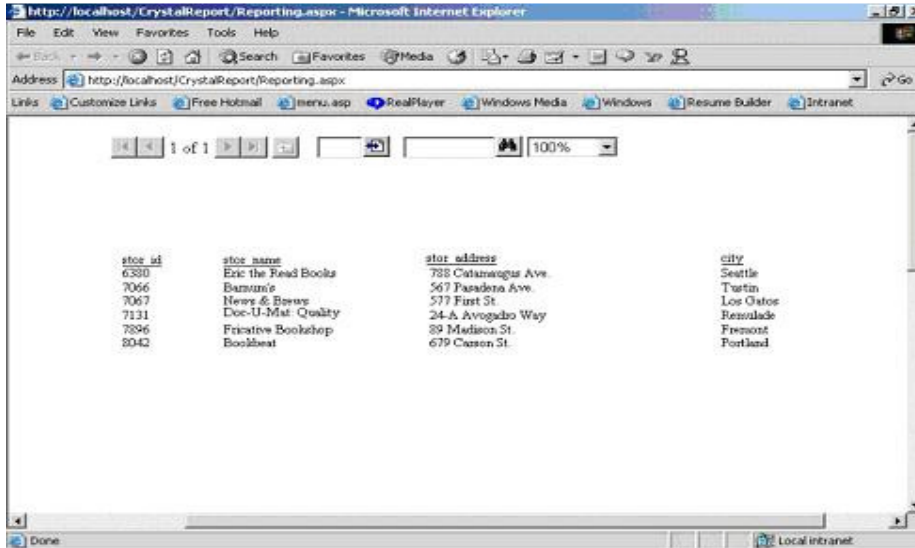 http://localhost/CrystalReport/Reporting.aspx - Microsoft Internet Explorer
File Edit View Favorites Tools Help
Back Search Favorites Media
Address http://localhost/CrystalReport/Reporting.aspx Go
Links Customize Links Free Hotmail menu.asp RealPlayer Windows Media Windows Resume Builder Intranet
1 of 1 100%
stor_id stor_name stor_address city
6380 Eric the Read Books 788 Catamaugus Ave. Seattle
7066 Barnum's 567 Pasadena Ave. Tustin
7067 News & Brews 577 First St. Los Gatos
7131 Doc-U-Mat: Quality 24-A Avogadro Way Remulade
7896 Fricative Bookshop 89 Madison St. Fremont
8042 Bookbeat 679 Carson St. Portland
Done Local intranet